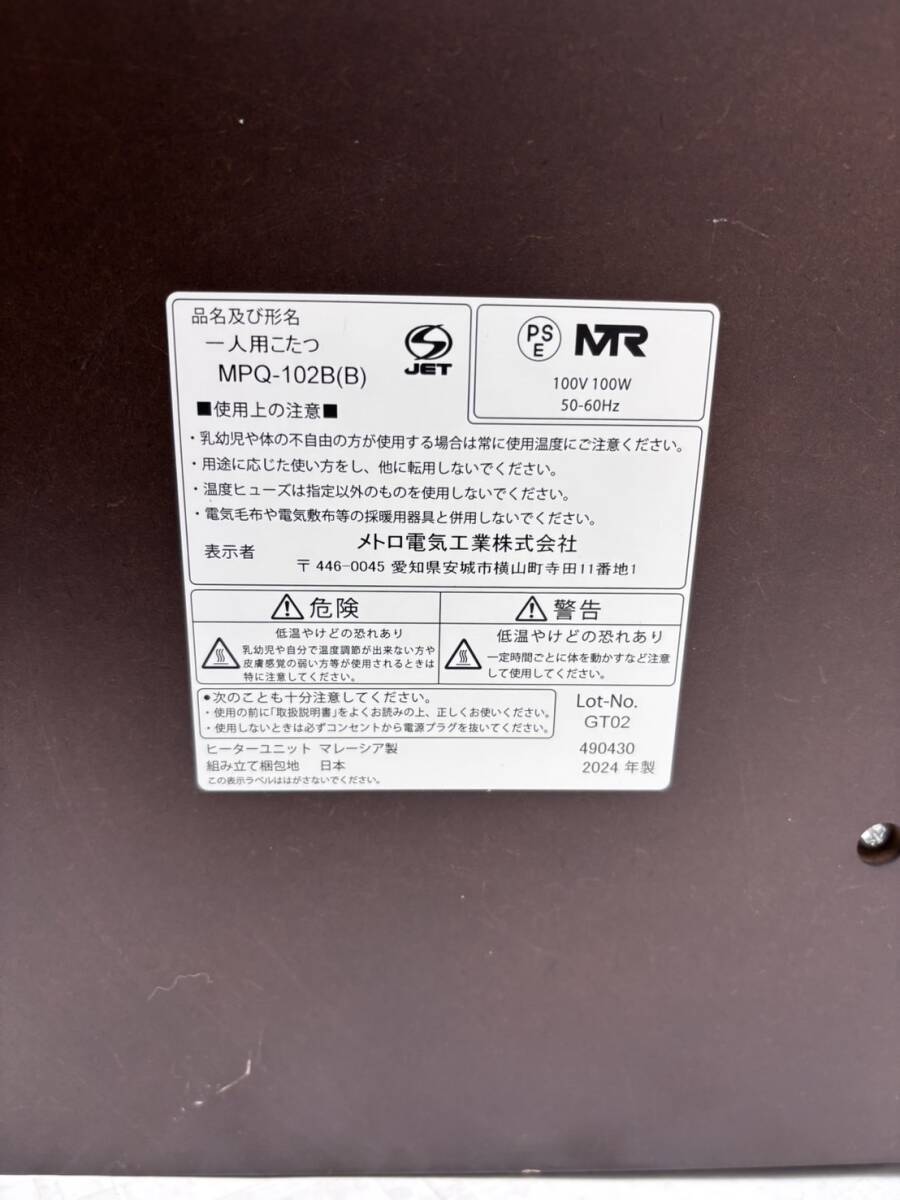 品名及び形名
一人用こたつ
MPQ-102B(B)
JET
PS
E
MTR
100V 100W
50-60Hz
■使用上の注意■
・乳幼児や体の不自由の方が使用する場合は常に使用温度にご注意ください。
・用途に応じた使い方をし、他に転用しないでください。
・温度ヒューズは指定以外のものを使用しないでください。
・電気毛布や電気敷布等の採暖用器具と併用しないでください。
表示者 メトロ電気工業株式会社
〒446-0045 愛知県安城市横山町寺田11番地1
危険
低温やけどの恐れあり
乳幼児や自分で温度調節が出来ない方や
皮膚感覚の弱い方等が使用されるときは
特に注意してください。
警告
低温やけどの恐れあり
一定時間ごとに体を動かすなど注意
して使用してください。
●次のことも十分注意してください。
・使用の前に「取扱説明書」をよくお読みの上、正しくお使いください。
・使用しないときは必ずコンセントから電源プラグを抜いてください。
Lot-No.
GT02
ヒーターユニット マレーシア製
組み立て梱包地 日本
この表示ラベルははがさないでください。
490430
2024 年製